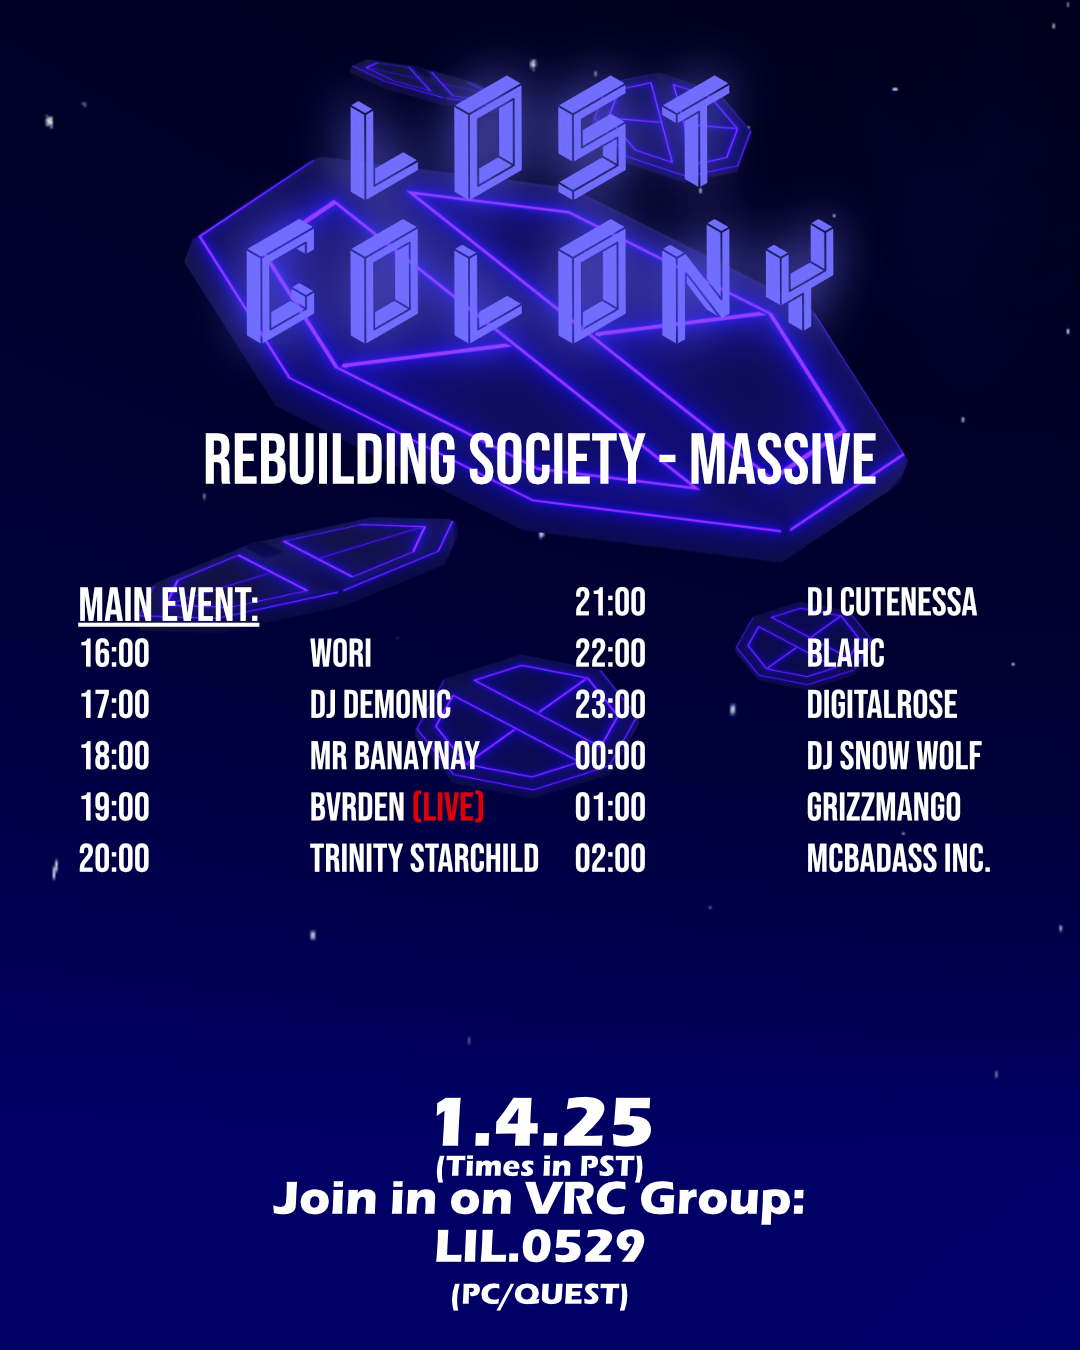 LOST
COLONY
REBUILDING SOCIETY - MASSIVE
MAIN EVENT:
16:00 WORI
17:00 DJ DEMONIC
18:00 MR BANAYNAY
19:00 BVRDEN (LIVE)
20:00 TRINITY STARCHILD
21:00 DJ CUTENESSA
22:00 BLAHC
23:00 DIGITALROSE
00:00 DJ SNOW WOLF
01:00 GRIZZMANGO
02:00 MCBADASS INC.
1.4.25
(Times in PST)
Join in on VRC Group:
LIL.0529
(PC/QUEST)